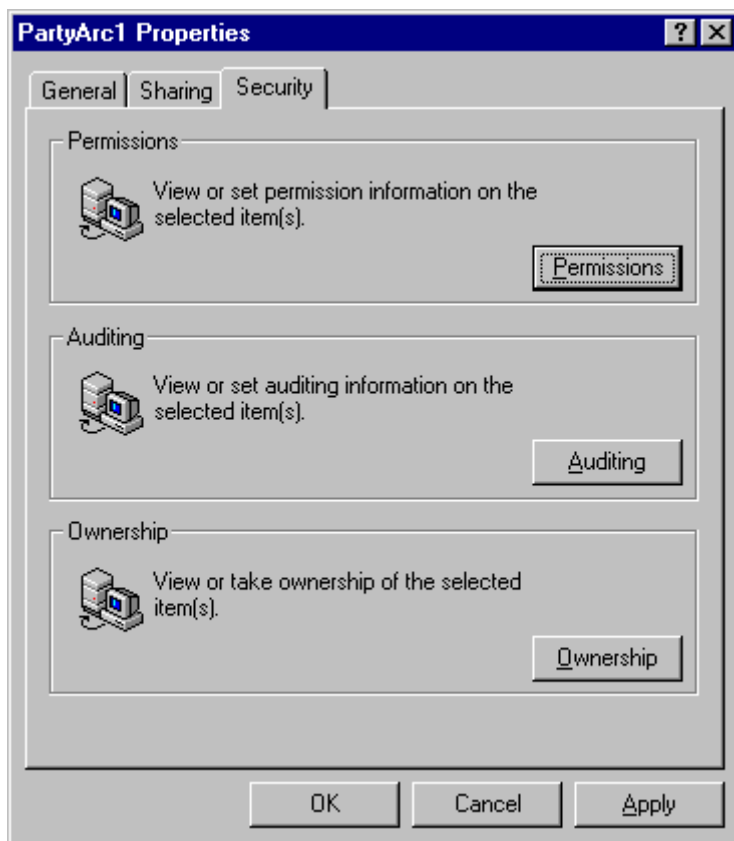 PartyArc1 Properties
General Sharing Security
Permissions
View or set permission information on the
selected item(s).
Permissions
Auditing
View or set auditing information on the
selected item(s).
Auditing
Ownership
View or take ownership of the selected
item(s).
Ownership
OK Cancel Apply